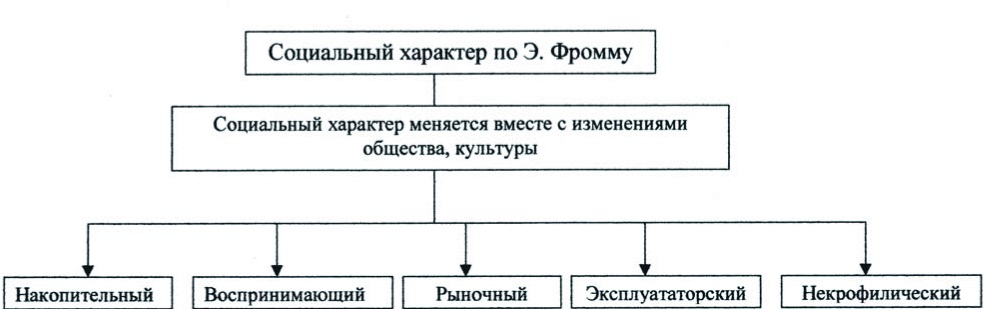 Социальный характер по Э. Фромму
Социальный характер меняется вместе с изменениями
общества, культуры
Накопительный
Воспринимающий
Рыночный
Эксплуататорский
Некрофилический